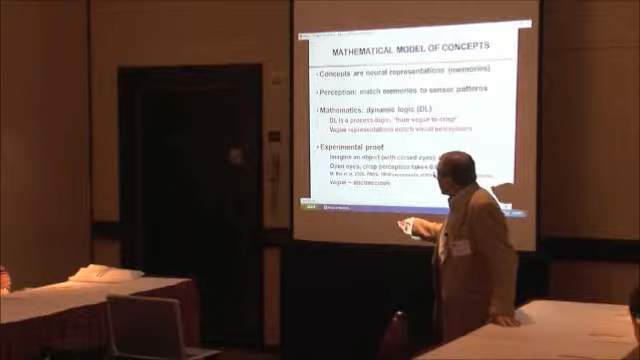 MATHEMATICAL MODEL OF CONCEPTS
• Concepts are neural representations (memories)
• Perception: match memories to sensor patterns
• Mathematics: dynamic logic (DL)
DL is a process-logic, "from vague to crisp"
Vague representations match virtual perceptions
• Experimental proof
Imagine an object (with closed eyes)
Open eyes, crisp perception takes
vague ~ unconscious